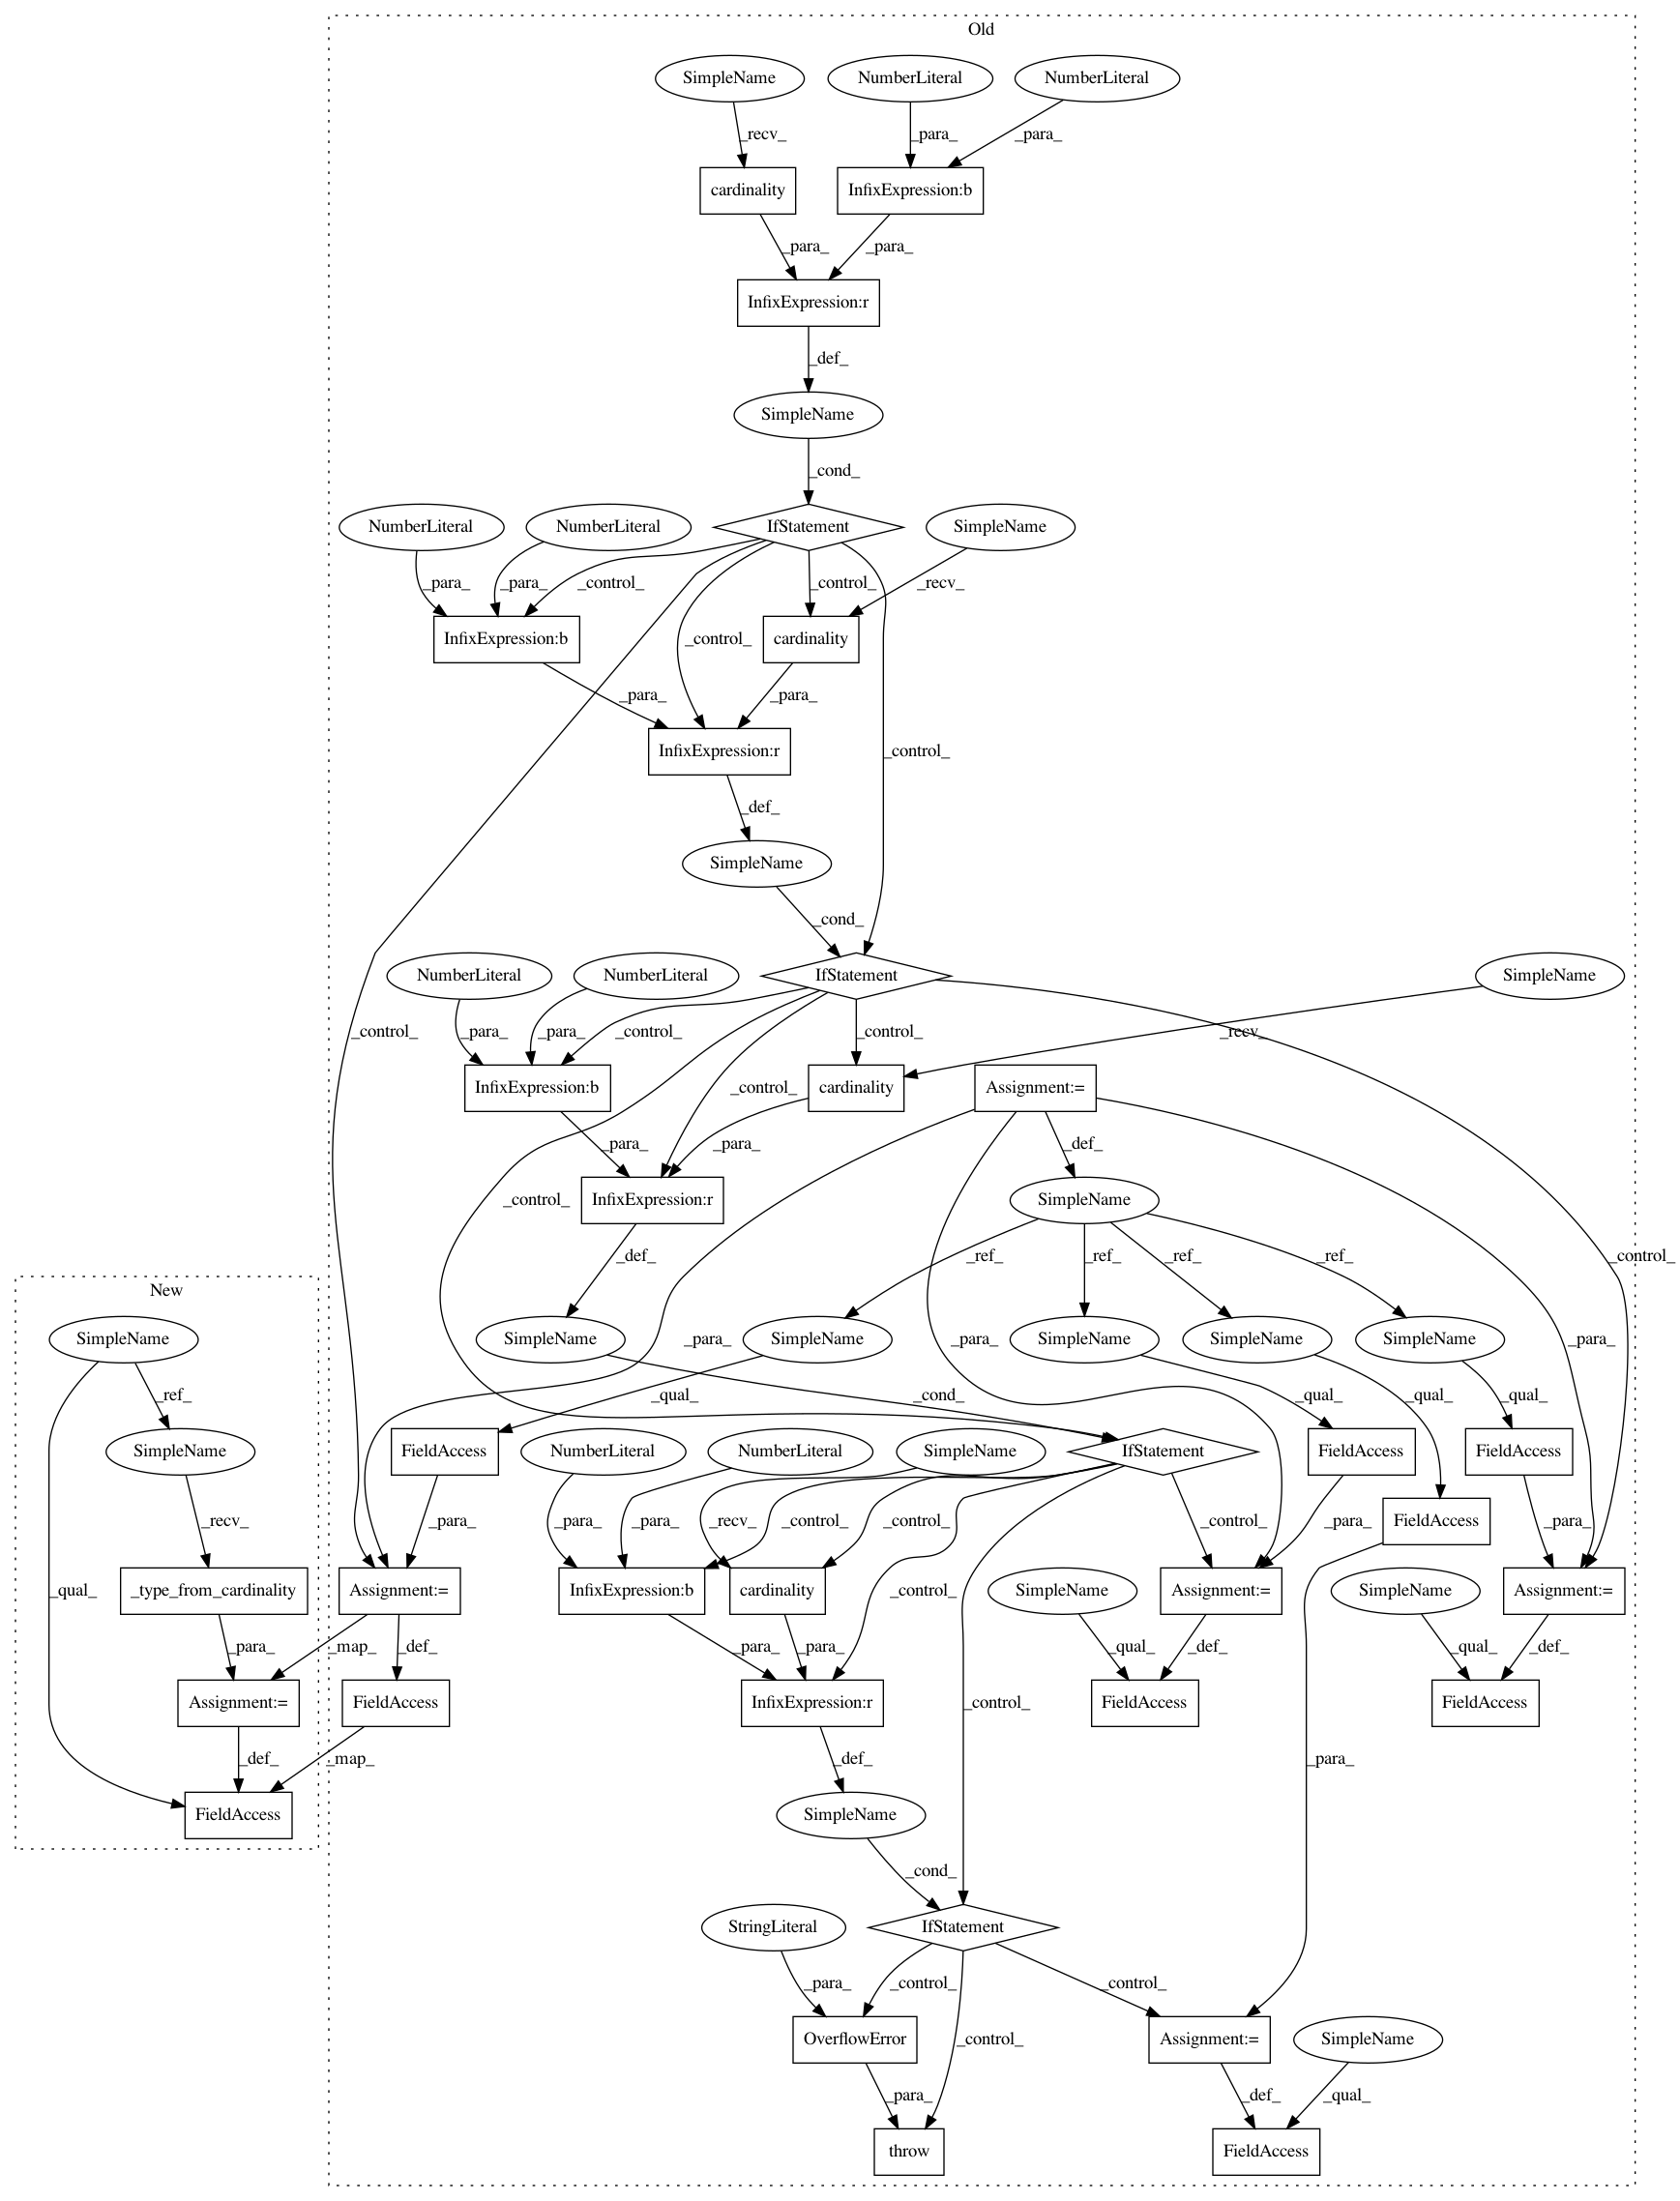 Old
SimpleName
NumberLiteral
NumberLiteral
_recv_
_para_
_para_
cardinality
InfixExpression:b
_para_
_para_
InfixExpression:r
_def_
SimpleName
_cond_
NumberLiteral
NumberLiteral
IfStatement
SimpleName
_para_
_para_
_control_
_control_
_recv_
InfixExpression:b
_control_
cardinality
_para_
_para_
InfixExpression:r
_control_
_def_
SimpleName
_cond_
NumberLiteral
NumberLiteral
IfStatement
SimpleName
_control_
_para_
_para_
_control_
_control_
_recv_
InfixExpression:b
_control_
cardinality
Assignment:=
_para_
_para_
_def_
_control_
InfixExpression:r
SimpleName
_def_
_ref_
_ref_
_ref_
_ref_
_control_
New
SimpleName
SimpleName
SimpleName
SimpleName
SimpleName
SimpleName
_para_
_para_
_para_
_ref_
_qual_
_cond_
_qual_
_qual_
_qual_
SimpleName
FieldAccess
NumberLiteral
NumberLiteral
SimpleName
IfStatement
FieldAccess
FieldAccess
_recv_
_para_
_para_
_para_
_recv_
_control_
_control_
_control_
_para_
FieldAccess
_para_
_qual_
_type_from_cardinality
Assignment:=
InfixExpression:b
cardinality
_control_
SimpleName
Assignment:=
SimpleName
Assignment:=
_para_
_map_
_def_
_para_
_para_
_qual_
_def_
_qual_
_def_
Assignment:=
FieldAccess
InfixExpression:r
_control_
FieldAccess
FieldAccess
_def_
_map_
_def_
_para_
FieldAccess
SimpleName
_cond_
StringLiteral
IfStatement
_para_
_control_
_control_
OverflowError
_control_
Assignment:=
SimpleName
_para_
_def_
_qual_
throw
FieldAccess